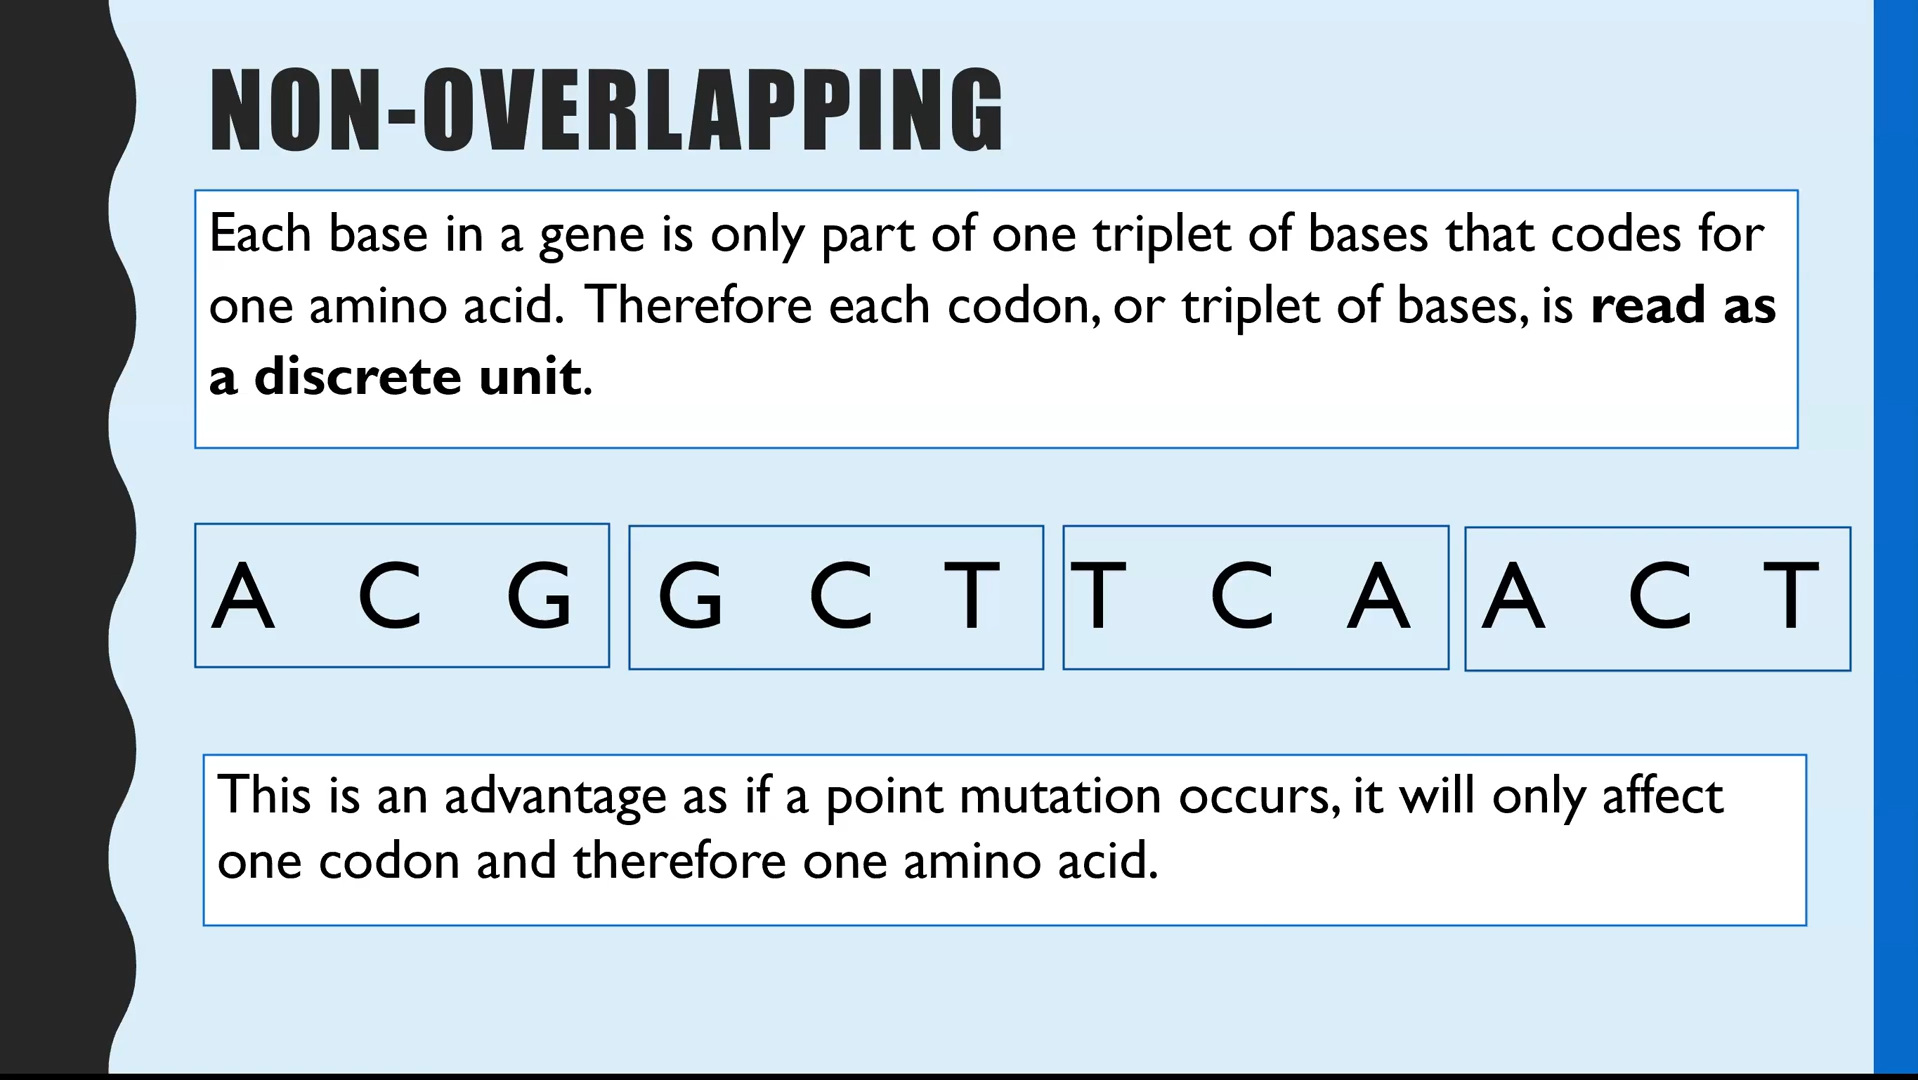 NON-OVERLAPPING
Each base in a gene is only part of one triplet of bases that codes for
one amino acid. Therefore each codon, or triplet of bases, is read as
a discrete unit.
A C G G C T T C A A C T
This is an advantage as if a point mutation occurs, it will only affect
one codon and therefore one amino acid.